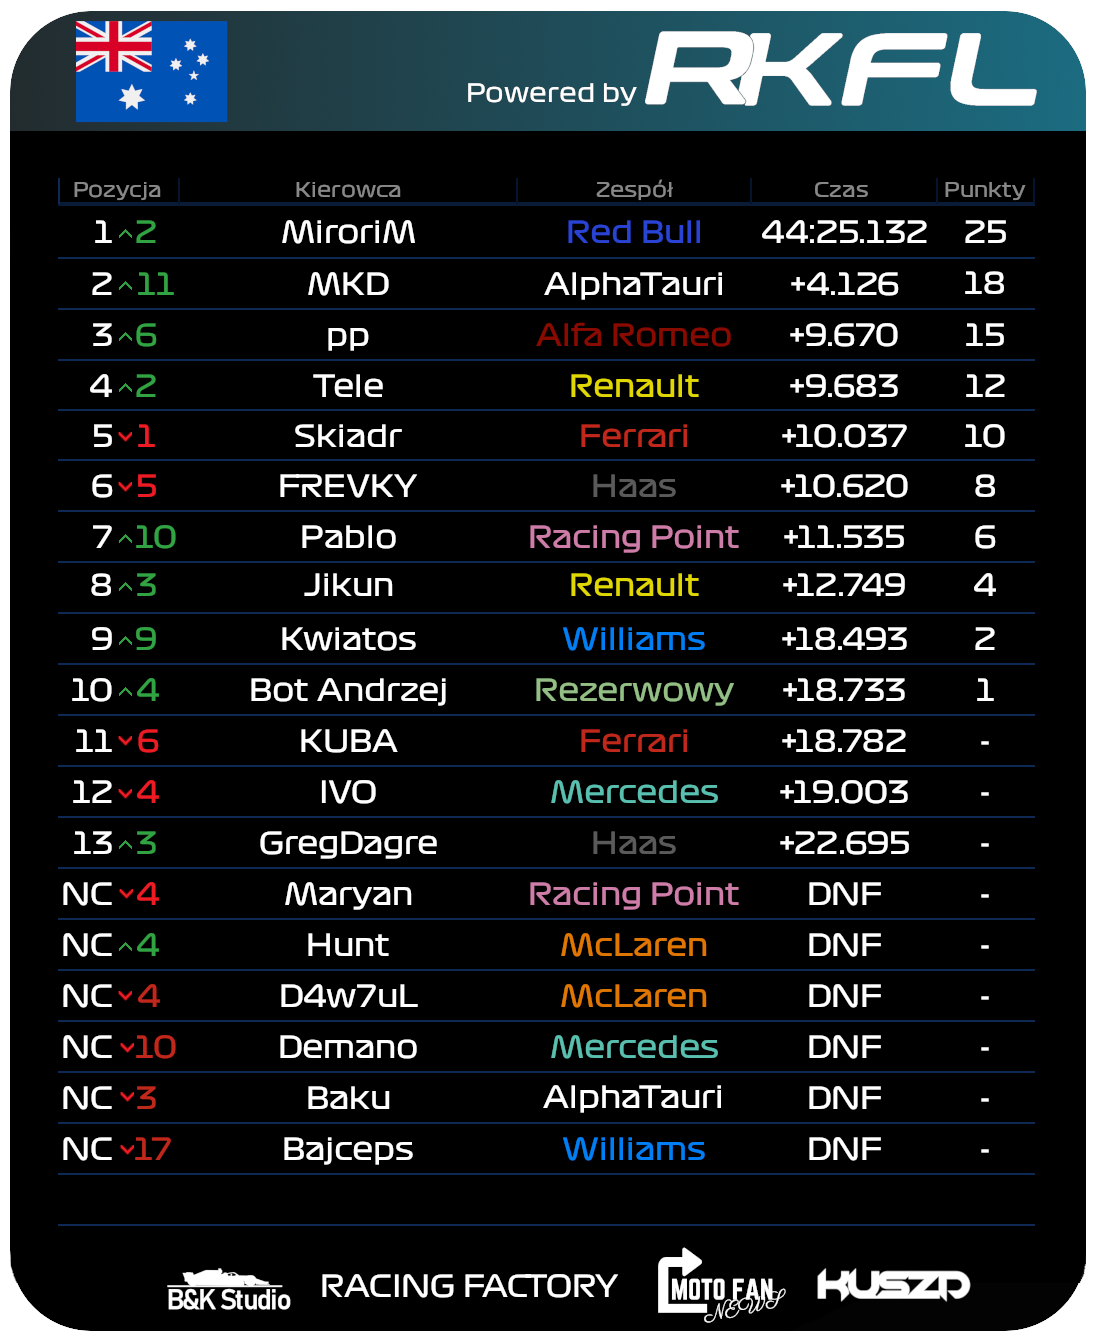 Powered by RKFL
Pozycja Kierowca Zespół Czas Punkty
1 2 MiroriM Red Bull 44:25.132 25
2 11 MKD AlphaTauri +4.126 18
3 6 pp Alfa Romeo +9.670 15
4 2 Tele Renault +9.683 12
5 1 Skiadr Ferrari +10.037 10
6 5 FREVKY Haas +10.620 8
7 10 Pablo Racing Point +11.535 6
8 3 Jikun Renault +12.749 4
9 9 Kwiatos Williams +18.493 2
10 4 Bot Andrzej Rezerwowy +18.733 1
11 6 KUBA Ferrari +18.782 -
12 4 IVO Mercedes +19.003 -
13 3 GregDagre Haas +22.695 -
NC 4 Maryan Racing Point DNF -
NC 4 Hunt McLaren DNF -
NC 4 D4w7uL McLaren DNF -
NC 10 Demano Mercedes DNF -
NC 3 Baku AlphaTauri DNF -
NC 17 Bajceps Williams DNF -
B&K Studio RACING FACTORY MOTO FAN NEWS KUSZD